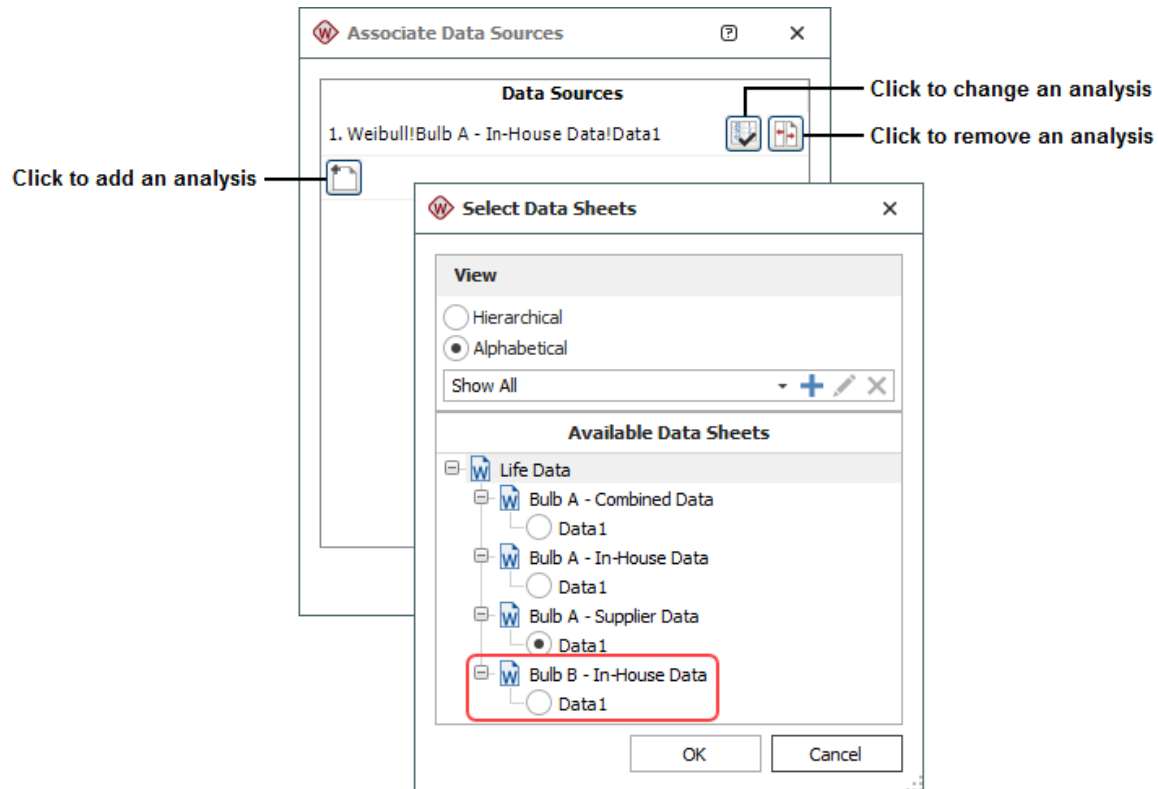 Associate Data Sources
Data Sources
Click to change an analysis
1. Weibull!Bulb A - In-House Data!Data1
Click to remove an analysis
Click to add an analysis
Select Data Sheets
View
Hierarchical
Alphabetical
Show All
Available Data Sheets
Life Data
Bulb A - Combined Data
Data1
Bulb A - In-House Data
Data1
Bulb A - Supplier Data
Data1
Bulb B - In-House Data
Data1
OK Cancel